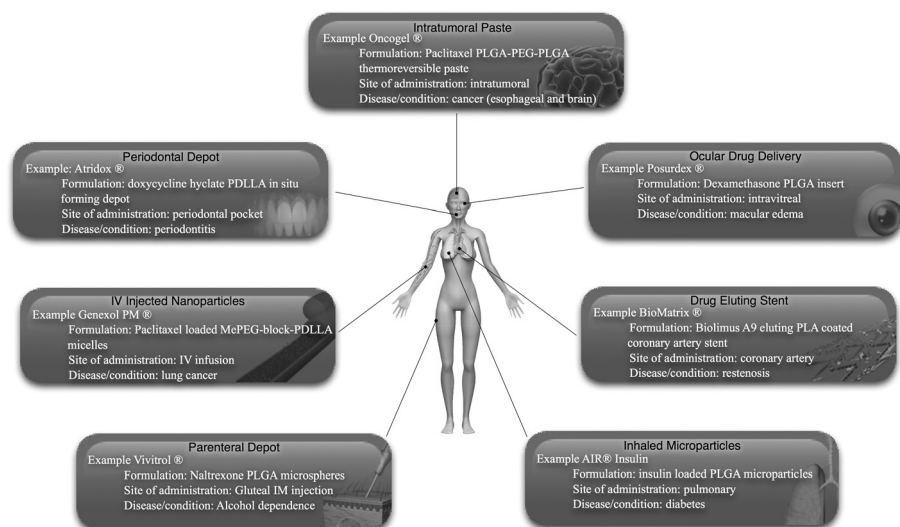 Intratumoral Paste
Example Oncogel ®
Formulation: Paclitaxel PLGA-PEG-PLGA
thermoreversible paste
Site of administration: intratumoral
Disease/condition: cancer (esophageal and brain)
Periodontal Depot
Example: Atridox ®
Formulation: doxycycline hyclate PDLLA in situ
forming depot
Site of administration: periodontal pocket
Disease/condition: periodontitis
Ocular Drug Delivery
Example Posurdex ®
Formulation: Dexamethasone PLGA insert
Site of administration: intravitreal
Disease/condition: macular edema
IV Injected Nanoparticles
Example Genexol PM ®
Formulation: Paclitaxel loaded MePEG-block-PDLLA
micelles
Site of administration: IV infusion
Disease/condition: lung cancer
Drug Eluting Stent
Example BioMatrix ®
Formulation: Biolimus A9 eluting PLA coated
coronary artery stent
Site of administration: coronary artery
Disease/condition: restenosis
Parenteral Depot
Example Vivitrol ®
Formulation: Naltrexone PLGA microspheres
Site of administration: Gluteal IM injection
Disease/condition: Alcohol dependence
Inhaled Microparticles
Example AIR® Insulin
Formulation: insulin loaded PLGA microparticles
Site of administration: pulmonary
Disease/condition: diabetes